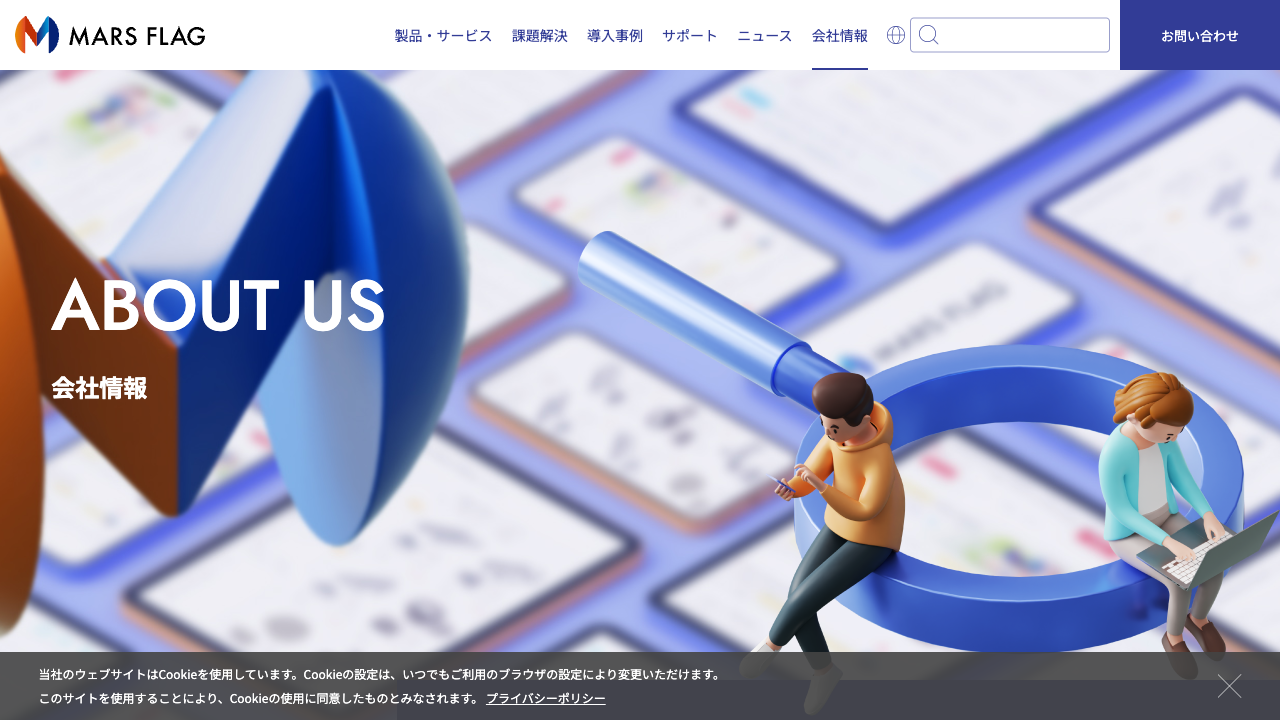 MARS FLAG
製品・サービス 課題解決 導入事例 サポート ニュース 会社情報
お問い合わせ
MARS FLAG
ABOUT US
会社情報
当社のウェブサイトはCookieを使用しています。Cookieの設定は、いつでもご利用のブラウザの設定により変更いただけます。
このサイトを使用することにより、Cookieの使用に同意したものとみなされます。 プライバシーポリシー